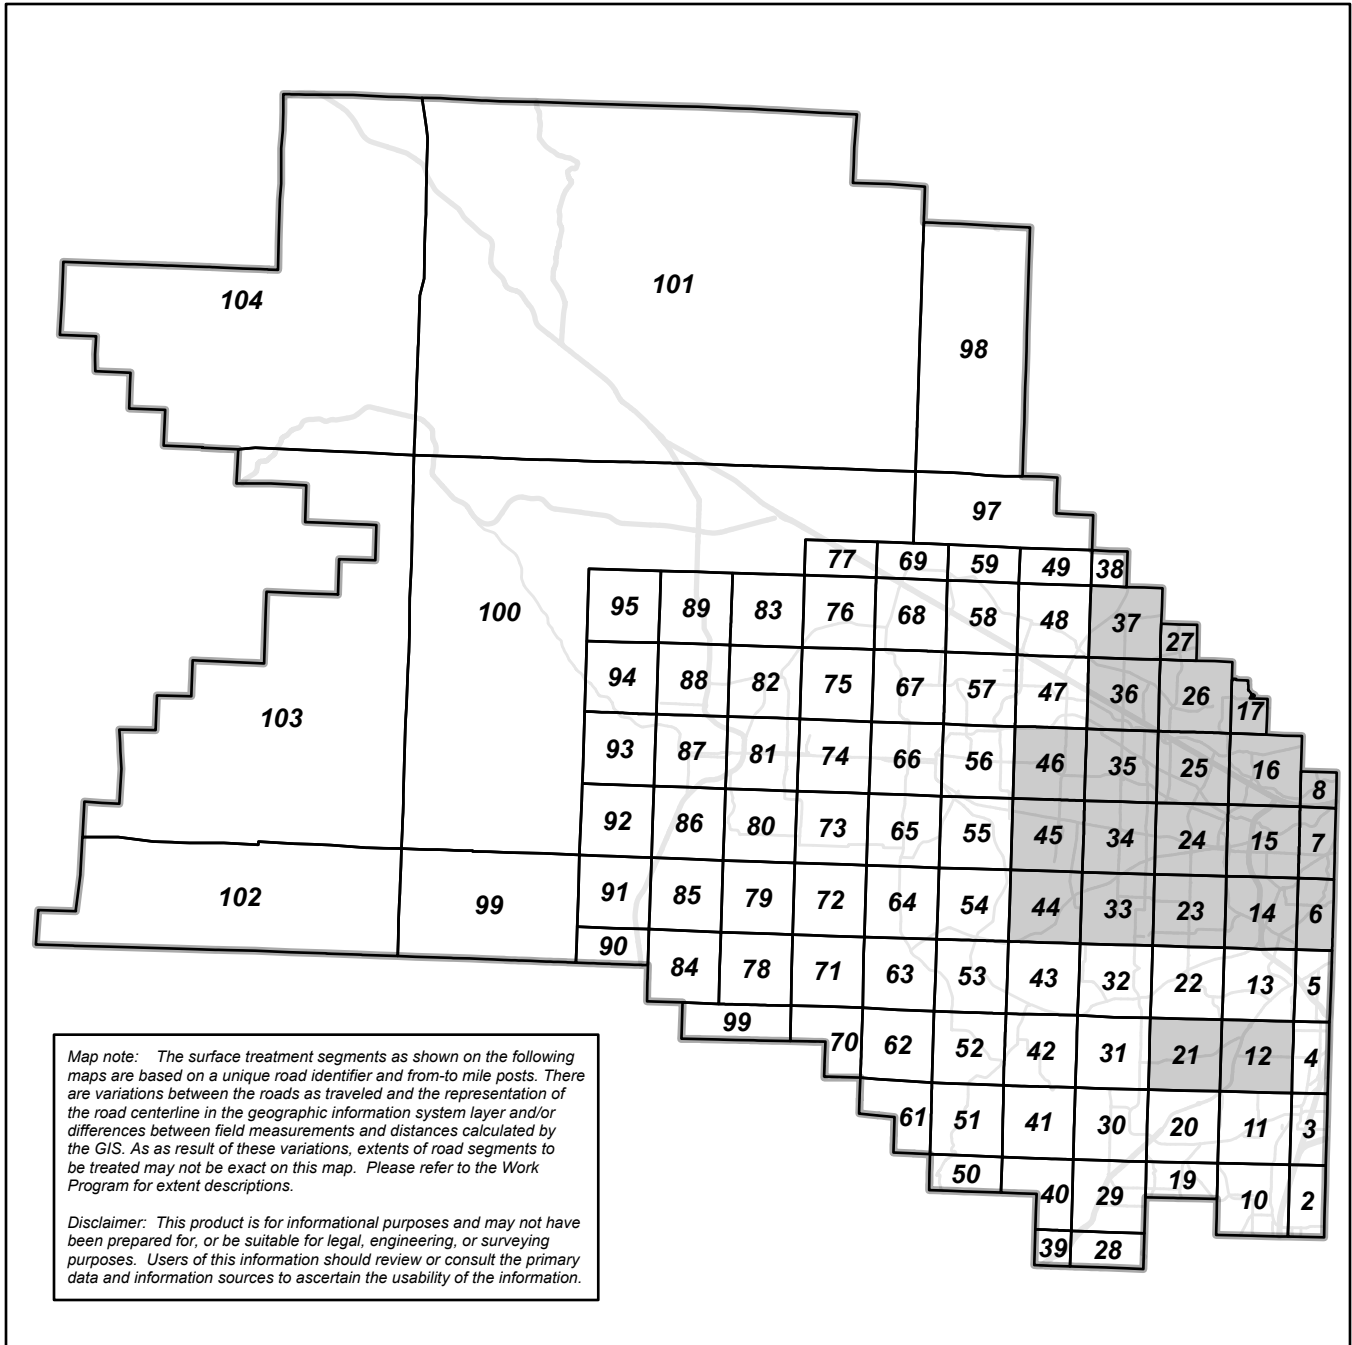 101
104
98
97
77 69 59 49 38
95 89 83 76 68 58 48 37
100
27
94 88 82 75 67 57 47 36 26
17
103
93 87 81 74 66 56 46 35 25 16
8
92 86 80 73 65 55 45 34 24 15 7
102 99 91 85 79 72 64 54 44 33 23 14 6
90
84 78 71 63 53 43 32 22 13 5
99
70 62 52 42 31 21 12 4
61 51 41 30 20 11 3
50 19
40 29 10 2
39 28
Map note: The surface treatment segments as shown on the following
maps are based on a unique road identifier and from-to mile posts. There
are variations between the roads as traveled and the representation of
the road centerline in the geographic information system layer and/or
differences between field measurements and distances calculated by
the GIS. As as result of these variations, extents of road segments to
be treated may not be exact on this map. Please refer to the Work
Program for extent descriptions.
Disclaimer: This product is for informational purposes and may not have
been prepared for, or be suitable for legal, engineering, or surveying
purposes. Users of this information should review or consult the primary
data and information sources to ascertain the usability of the information.